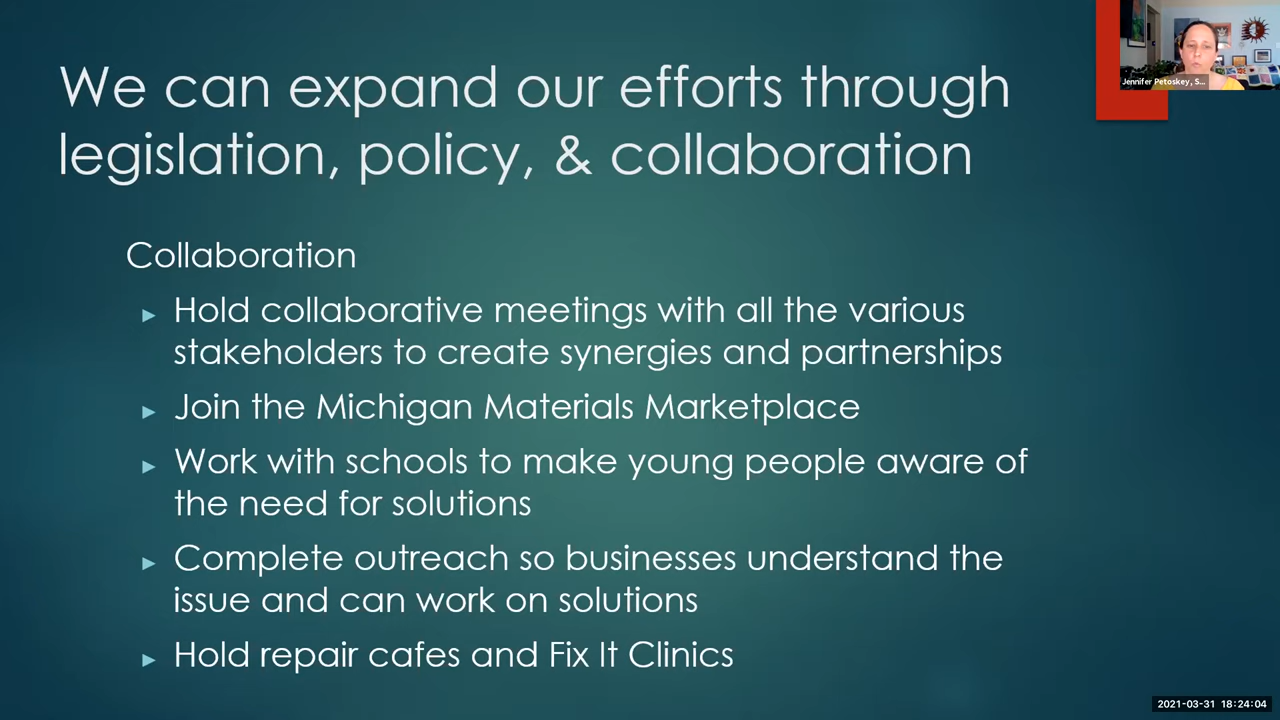 We can expand our efforts through
legislation, policy, & collaboration
Jennifer Petoskey, S...
Collaboration
Hold collaborative meetings with all the various
stakeholders to create synergies and partnerships
Join the Michigan Materials Marketplace
Work with schools to make young people aware of
the need for solutions
Complete outreach so businesses understand the
issue and can work on solutions
Hold repair cafes and Fix It Clinics
2021-03-31 18:24:04